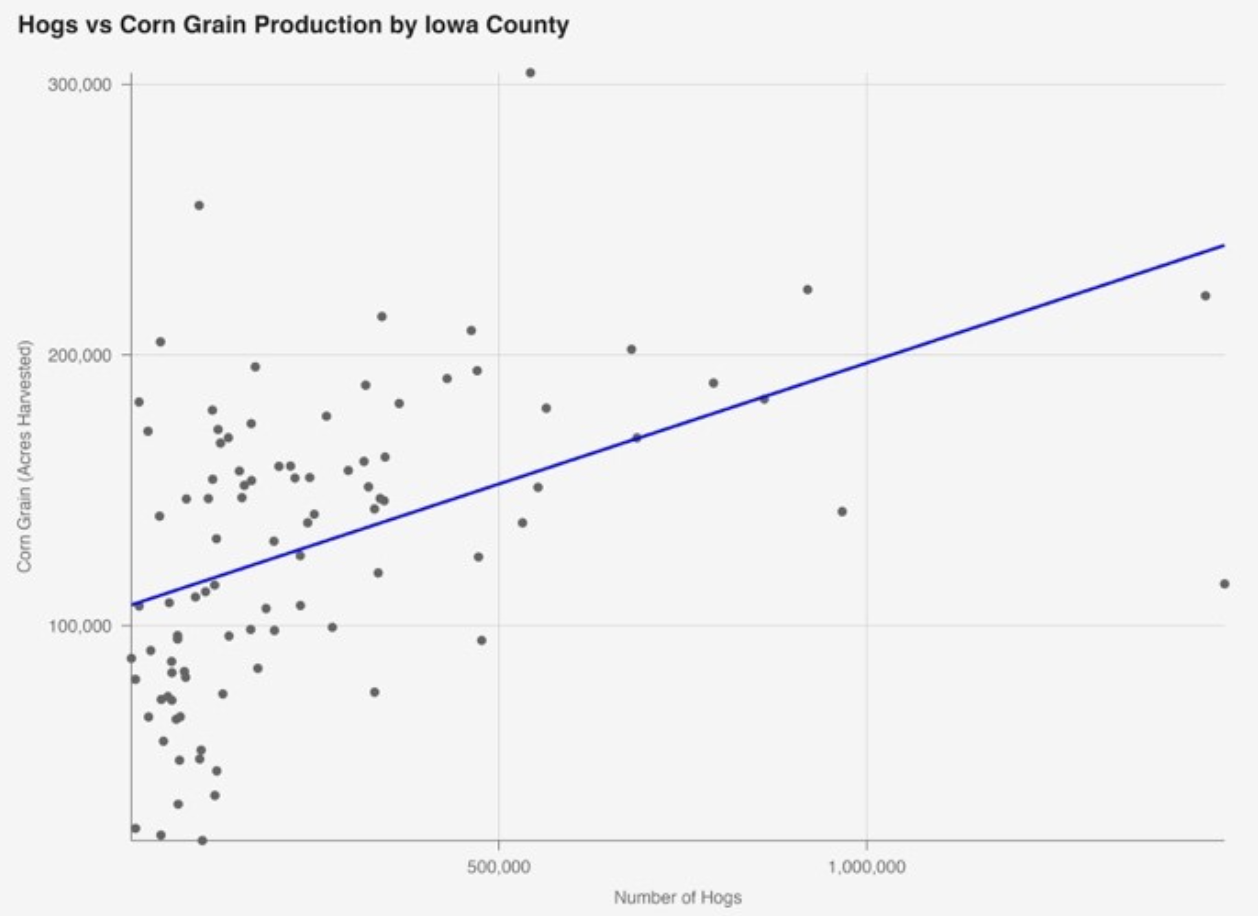 Hogs vs Corn Grain Production by Iowa County
300,000
200,000
100,000
Corn Grain (Acres Harvested)
500,000
1,000,000
Number of Hogs